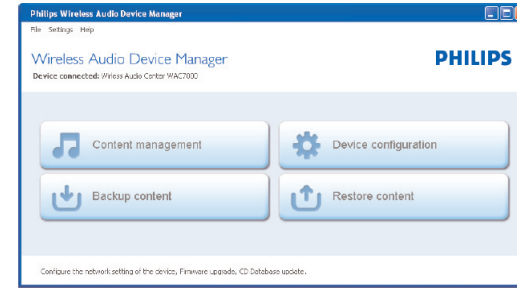 Philips Wireless Audio Device Manager
File Settings Help
Wireless Audio Device Manager
PHILIPS
Device connected: Wireless Audio Center WAC7000
Content management
Device configuration
Backup content
Restore content
Configure the network setting of the device, Firmware upgrade, CD Database update.